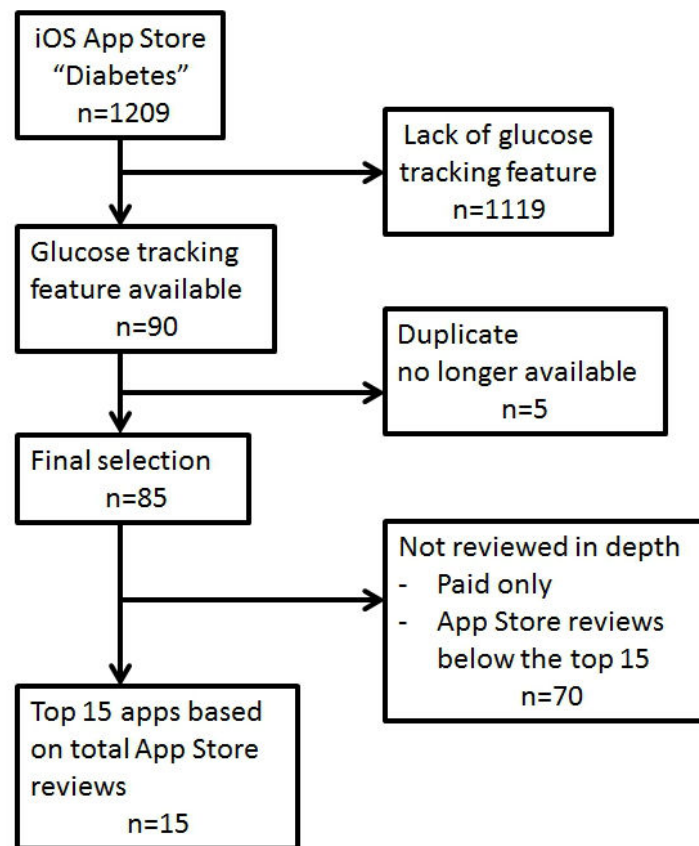 iOS App Store
“Diabetes”
n=1209
Lack of glucose
tracking feature
n=1119
Glucose tracking
feature available
n=90
Duplicate
no longer available
n=5
Final selection
n=85
Not reviewed in depth
- Paid only
- App Store reviews
below the top 15
n=70
Top 15 apps based
on total App Store
reviews
n=15